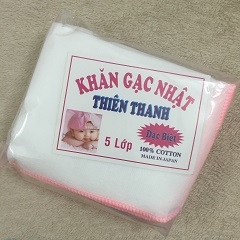 KHĂN GẠC NHẬT
THIÊN THANH
Đặc Biệt
5 Lớp
100% COTTON
MADE IN JAPAN